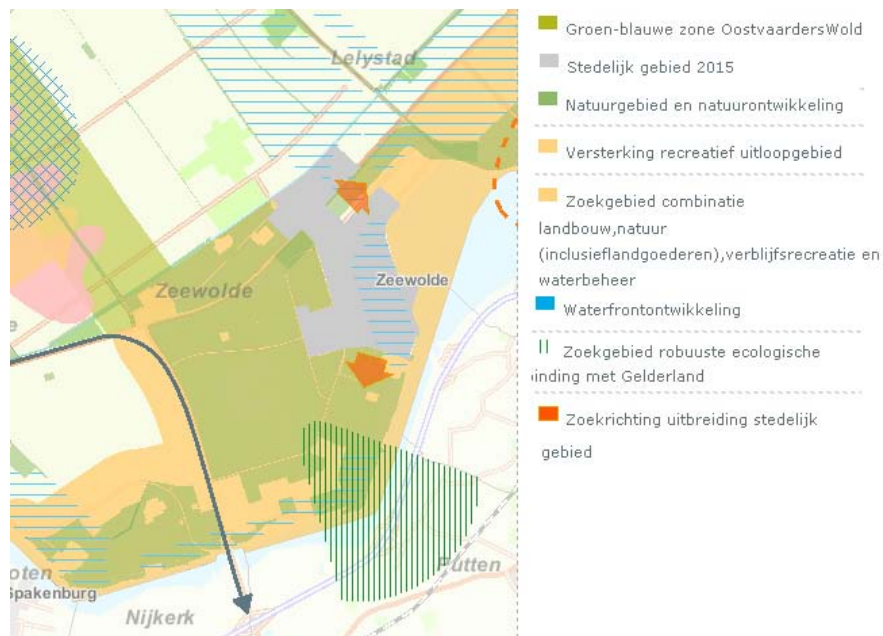 Lelystad
Zeewolde
Zeewolde
e
oten
Spakenburg
Nijkerk
Putten
Groen-blauwe zone OostvaardersWold
Stedelijk gebied 2015
Natuurgebied en natuurontwikkeling
Versterking recreatief uitloopgebied
Zoekgebied combinatie
landbouw,natuur
(inclusieflandgoederen),verblijfsrecreatie en
waterbeheer
Waterfrontontwikkeling
Zoekgebied robuuste ecologische
inding met Gelderland
Zoekrichting uitbreiding stedelijk
gebied